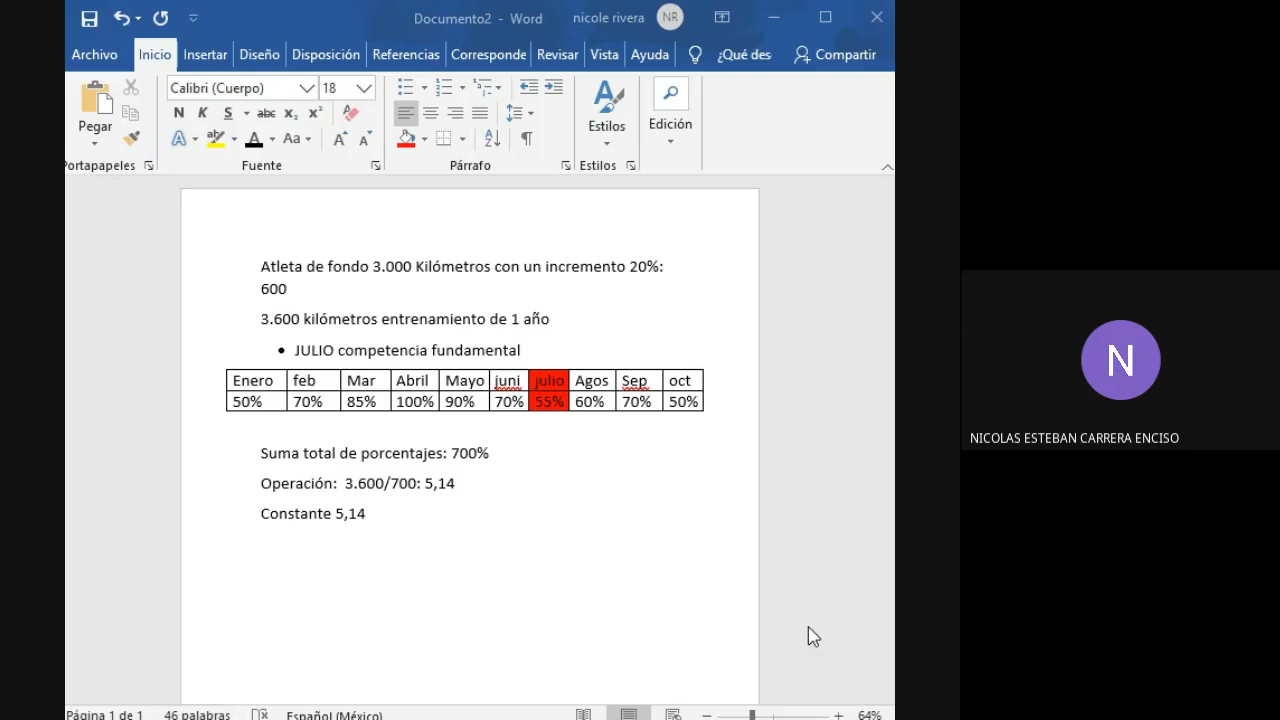 Documento2 - Word nicole rivera NR
Archivo Inicio Insertar Diseño Disposición Referencias Corresponde Revisar Vista Ayuda ¿Qué des Compartir
Calibri (Cuerpo) 18
Pegar N K S abc x₂ x² Estilos Edición
A A Aa A A
Portapapeles Fuente Párrafo Estilos
Atleta de fondo 3.000 Kilómetros con un incremento 20%:
600
3.600 kilómetros entrenamiento de 1 año
• JULIO competencia fundamental
Enero feb Mar Abril Mayo juni julio Agos Sep oct
50% 70% 85% 100% 90% 70% 55% 60% 70% 50%
Suma total de porcentajes: 700%
Operación: 3.600/700: 5,14
Constante 5,14
N
NICOLAS ESTEBAN CARRERA ENCISO
Página 1 de 1 46 palabras Español (México) 64%